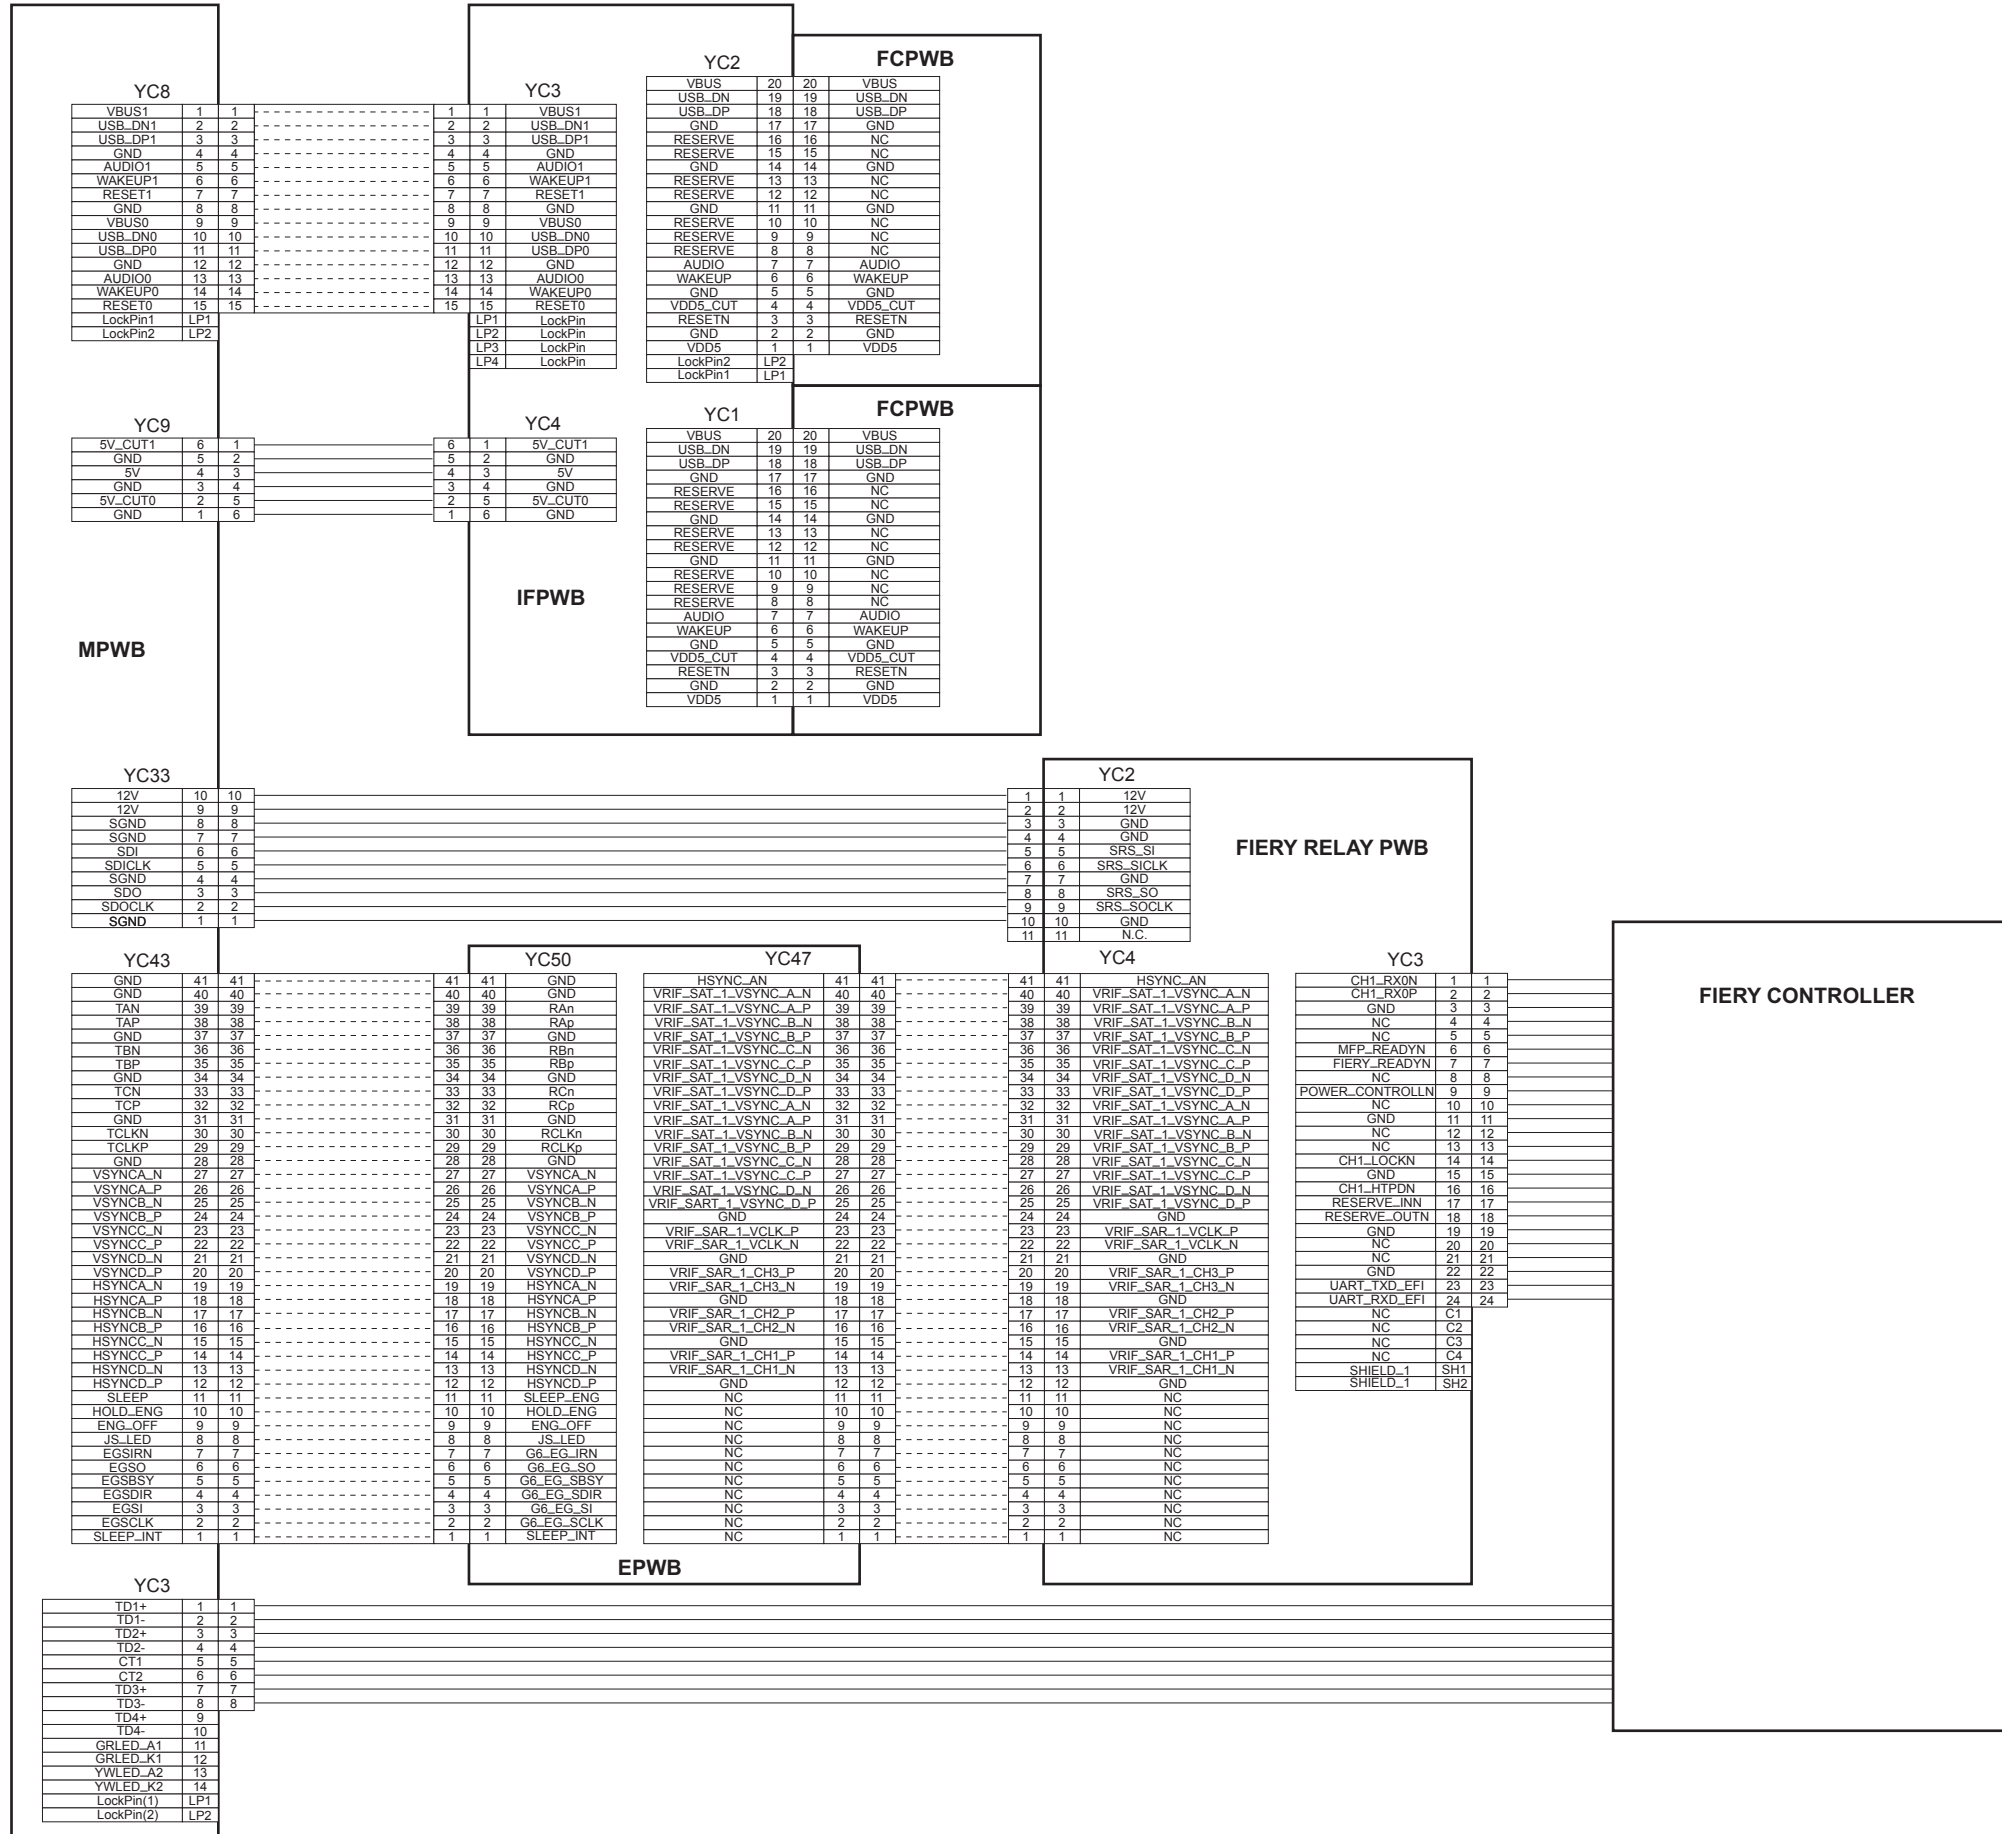 MPWB
YC8
VBUS1 1 1
USB_DN1 2 2
USB_DP1 3 3
GND 4 4
AUDIO1 5 5
WAKEUP1 6 6
RESET1 7 7
GND 8 8
VBUS0 9 9
USB_DN0 10 10
USB_DP0 11 11
GND 12 12
AUDIO0 13 13
WAKEUP0 14 14
RESET0 15 15
LockPin1 LP1
LockPin2 LP2
YC3
1 1 VBUS1
2 2 USB_DN1
3 3 USB_DP1
4 4 GND
5 5 AUDIO1
6 6 WAKEUP1
7 7 RESET1
8 8 GND
9 9 VBUS0
10 10 USB_DN0
11 11 USB_DP0
12 12 GND
13 13 AUDIO0
14 14 WAKEUP0
15 15 RESET0
LP1 LockPin
LP2 LockPin
LP3 LockPin
LP4 LockPin
YC2
FCPWB
VBUS 20 20 VBUS
USB_DN 19 19 USB_DN
USB_DP 18 18 USB_DP
GND 17 17 GND
RESERVE 16 16 NC
RESERVE 15 15 NC
GND 14 14 GND
RESERVE 13 13 NC
RESERVE 12 12 NC
GND 11 11 GND
RESERVE 10 10 NC
RESERVE 9 9 NC
RESERVE 8 8 NC
AUDIO 7 7 AUDIO
WAKEUP 6 6 WAKEUP
GND 5 5 GND
VDD5_CUT 4 4 VDD5_CUT
RESETN 3 3 RESETN
GND 2 2 GND
VDD5 1 1 VDD5
LockPin2 LP2
LockPin1 LP1
YC9
5V_CUT1 6 1
GND 5 2
5V 4 3
GND 3 4
5V_CUT0 2 5
GND 1 6
YC4
6 1 5V_CUT1
5 2 GND
4 3 5V
3 4 GND
2 5 5V_CUT0
1 6 GND
IFPWB
YC1
FCPWB
VBUS 20 20 VBUS
USB_DN 19 19 USB_DN
USB_DP 18 18 USB_DP
GND 17 17 GND
RESERVE 16 16 NC
RESERVE 15 15 NC
GND 14 14 GND
RESERVE 13 13 NC
RESERVE 12 12 NC
GND 11 11 GND
RESERVE 10 10 NC
RESERVE 9 9 NC
RESERVE 8 8 NC
AUDIO 7 7 AUDIO
WAKEUP 6 6 WAKEUP
GND 5 5 GND
VDD5_CUT 4 4 VDD5_CUT
RESETN 3 3 RESETN
GND 2 2 GND
VDD5 1 1 VDD5
YC33
12V 10 10
12V 9 9
SGND 8 8
SGND 7 7
SDI 6 6
SDICLK 5 5
SGND 4 4
SDO 3 3
SDOCLK 2 2
SGND 1 1
FIERY RELAY PWB
YC2
1 1 12V
2 2 12V
3 3 GND
4 4 GND
5 5 SRS_SI
6 6 SRS_SICLK
7 7 GND
8 8 SRS_SO
9 9 SRS_SOCLK
10 10 GND
11 11 N.C.
YC43
GND 41 41
GND 40 40
TAN 39 39
TAP 38 38
GND 37 37
TBN 36 36
TBP 35 35
GND 34 34
TCN 33 33
TCP 32 32
GND 31 31
TCLKN 30 30
TCLKP 29 29
GND 28 28
VSYNCA_N 27 27
VSYNCA_P 26 26
VSYNCB_N 25 25
VSYNCB_P 24 24
VSYNCC_N 23 23
VSYNCC_P 22 22
VSYNCD_N 21 21
VSYNCD_P 20 20
HSYNCA_N 19 19
HSYNCA_P 18 18
HSYNCB_N 17 17
HSYNCB_P 16 16
HSYNCC_N 15 15
HSYNCC_P 14 14
HSYNCD_N 13 13
HSYNCD_P 12 12
SLEEP 11 11
HOLD_ENG 10 10
ENG_OFF 9 9
JS_LED 8 8
EGSIRN 7 7
EGSO 6 6
EGSBSY 5 5
EGSDIR 4 4
EGSI 3 3
EGSCLK 2 2
SLEEP_INT 1 1
YC50
41 41 GND
40 40 GND
39 39 RAn
38 38 RAp
37 37 GND
36 36 RBn
35 35 RBp
34 34 GND
33 33 RCn
32 32 RCp
31 31 GND
30 30 RCLKn
29 29 RCLKp
28 28 GND
27 27 VSYNCA_N
26 26 VSYNCA_P
25 25 VSYNCB_N
24 24 VSYNCB_P
23 23 VSYNCC_N
22 22 VSYNCC_P
21 21 VSYNCD_N
20 20 VSYNCD_P
19 19 HSYNCA_N
18 18 HSYNCA_P
17 17 HSYNCB_N
16 16 HSYNCB_P
15 15 HSYNCC_N
14 14 HSYNCC_P
13 13 HSYNCD_N
12 12 HSYNCD_P
11 11 SLEEP_ENG
10 10 HOLD_ENG
9 9 ENG_OFF
8 8 JS_LED
7 7 G6_EG_IRN
6 6 G6_EG_SO
5 5 G6_EG_SBSY
4 4 G6_EG_SDIR
3 3 G6_EG_SI
2 2 G6_EG_SCLK
1 1 SLEEP_INT
YC47
HSYNC_AN 41 41
VRIF_SAT_1_VSYNC_A_N 40 40
VRIF_SAT_1_VSYNC_A_P 39 39
VRIF_SAT_1_VSYNC_B_N 38 38
VRIF_SAT_1_VSYNC_B_P 37 37
VRIF_SAT_1_VSYNC_C_N 36 36
VRIF_SAT_1_VSYNC_C_P 35 35
VRIF_SAT_1_VSYNC_D_N 34 34
VRIF_SAT_1_VSYNC_D_P 33 33
VRIF_SAT_1_VSYNC_A_N 32 32
VRIF_SAT_1_VSYNC_A_P 31 31
VRIF_SAT_1_VSYNC_B_N 30 30
VRIF_SAT_1_VSYNC_B_P 29 29
VRIF_SAT_1_VSYNC_C_N 28 28
VRIF_SAT_1_VSYNC_C_P 27 27
VRIF_SAT_1_VSYNC_D_N 26 26
VRIF_SART_1_VSYNC_D_P 25 25
GND 24 24
VRIF_SAR_1_VCLK_P 23 23
VRIF_SAR_1_VCLK_N 22 22
GND 21 21
VRIF_SAR_1_CH3_P 20 20
VRIF_SAR_1_CH3_N 19 19
GND 18 18
VRIF_SAR_1_CH2_P 17 17
VRIF_SAR_1_CH2_N 16 16
GND 15 15
VRIF_SAR_1_CH1_P 14 14
VRIF_SAR_1_CH1_N 13 13
GND 12 12
NC 11 11
NC 10 10
NC 9 9
NC 8 8
NC 7 7
NC 6 6
NC 5 5
NC 4 4
NC 3 3
NC 2 2
NC 1 1
EPWB
YC4
41 41 HSYNC_AN
40 40 VRIF_SAT_1_VSYNC_A_N
39 39 VRIF_SAT_1_VSYNC_A_P
38 38 VRIF_SAT_1_VSYNC_B_N
37 37 VRIF_SAT_1_VSYNC_B_P
36 36 VRIF_SAT_1_VSYNC_C_N
35 35 VRIF_SAT_1_VSYNC_C_P
34 34 VRIF_SAT_1_VSYNC_D_N
33 33 VRIF_SAT_1_VSYNC_D_P
32 32 VRIF_SAT_1_VSYNC_A_N
31 31 VRIF_SAT_1_VSYNC_A_P
30 30 VRIF_SAT_1_VSYNC_B_N
29 29 VRIF_SAT_1_VSYNC_B_P
28 28 VRIF_SAT_1_VSYNC_C_N
27 27 VRIF_SAT_1_VSYNC_C_P
26 26 VRIF_SAT_1_VSYNC_D_N
25 25 VRIF_SAT_1_VSYNC_D_P
24 24 GND
23 23 VRIF_SAR_1_VCLK_P
22 22 VRIF_SAR_1_VCLK_N
21 21 GND
20 20 VRIF_SAR_1_CH3_P
19 19 VRIF_SAR_1_CH3_N
18 18 GND
17 17 VRIF_SAR_1_CH2_P
16 16 VRIF_SAR_1_CH2_N
15 15 GND
14 14 VRIF_SAR_1_CH1_P
13 13 VRIF_SAR_1_CH1_N
12 12 GND
11 11 NC
10 10 NC
9 9 NC
8 8 NC
7 7 NC
6 6 NC
5 5 NC
4 4 NC
3 3 NC
2 2 NC
1 1 NC
YC3
CH1_RX0N 1 1
CH1_RX0P 2 2
GND 3 3
NC 4 4
NC 5 5
MFP_READYN 6 6
FIERY_READYN 7 7
NC 8 8
POWER_CONTROLLN 9 9
NC 10 10
GND 11 11
NC 12 12
NC 13 13
CH1_LOCKN 14 14
GND 15 15
CH1_HTPDN 16 16
RESERVE_INN 17 17
RESERVE_OUTN 18 18
GND 19 19
NC 20 20
NC 21 21
GND 22 22
UART_TXD_EFI 23 23
UART_RXD_EFI 24 24
NC C1
NC C2
NC C3
NC C4
SHIELD_1 SH1
SHIELD_1 SH2
FIERY CONTROLLER
YC3
TD1+ 1 1
TD1- 2 2
TD2+ 3 3
TD2- 4 4
CT1 5 5
CT2 6 6
TD3+ 7 7
TD3- 8 8
TD4+ 9
TD4- 10
GRLED_A1 11
GRLED_K1 12
YWLED_A2 13
YWLED_K2 14
LockPin(1) LP1
LockPin(2) LP2